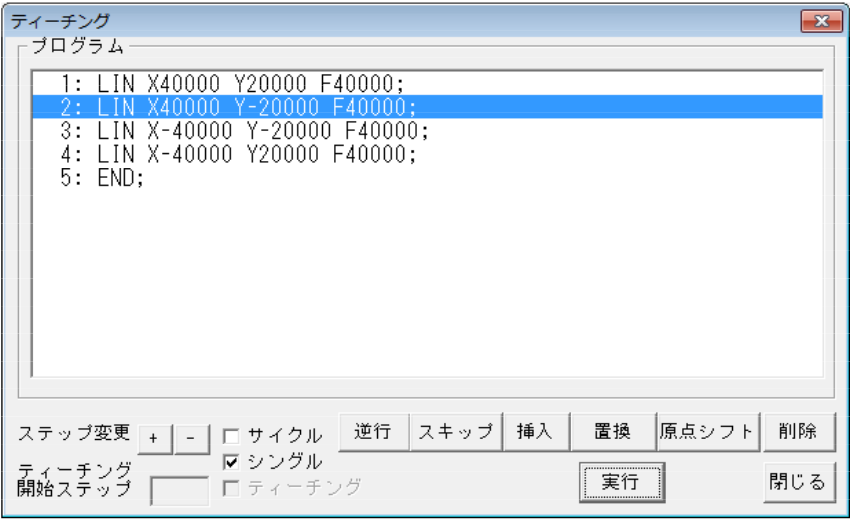 ティーチング
プログラム
1: LIN X40000 Y20000 F40000;
2: LIN X40000 Y-20000 F40000;
3: LIN X-40000 Y-20000 F40000;
4: LIN X-40000 Y20000 F40000;
5: END;
ステップ変更 + - サイクル 逆行 スキップ 挿入 置換 原点シフト 削除
シングル
ティーチング
開始ステップ ティーチング 実行 閉じる